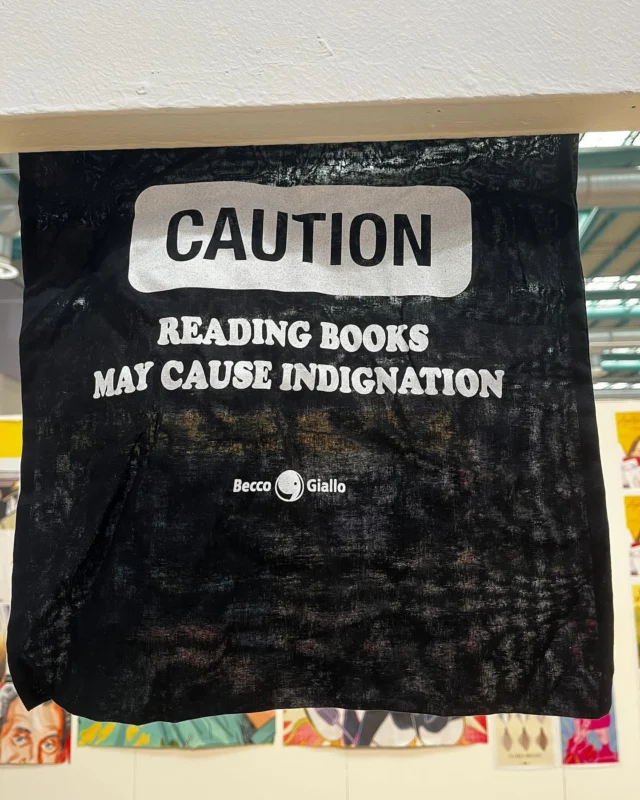 CAUTION
READING BOOKS
MAY CAUSE INDIGNATION
Becco Giallo